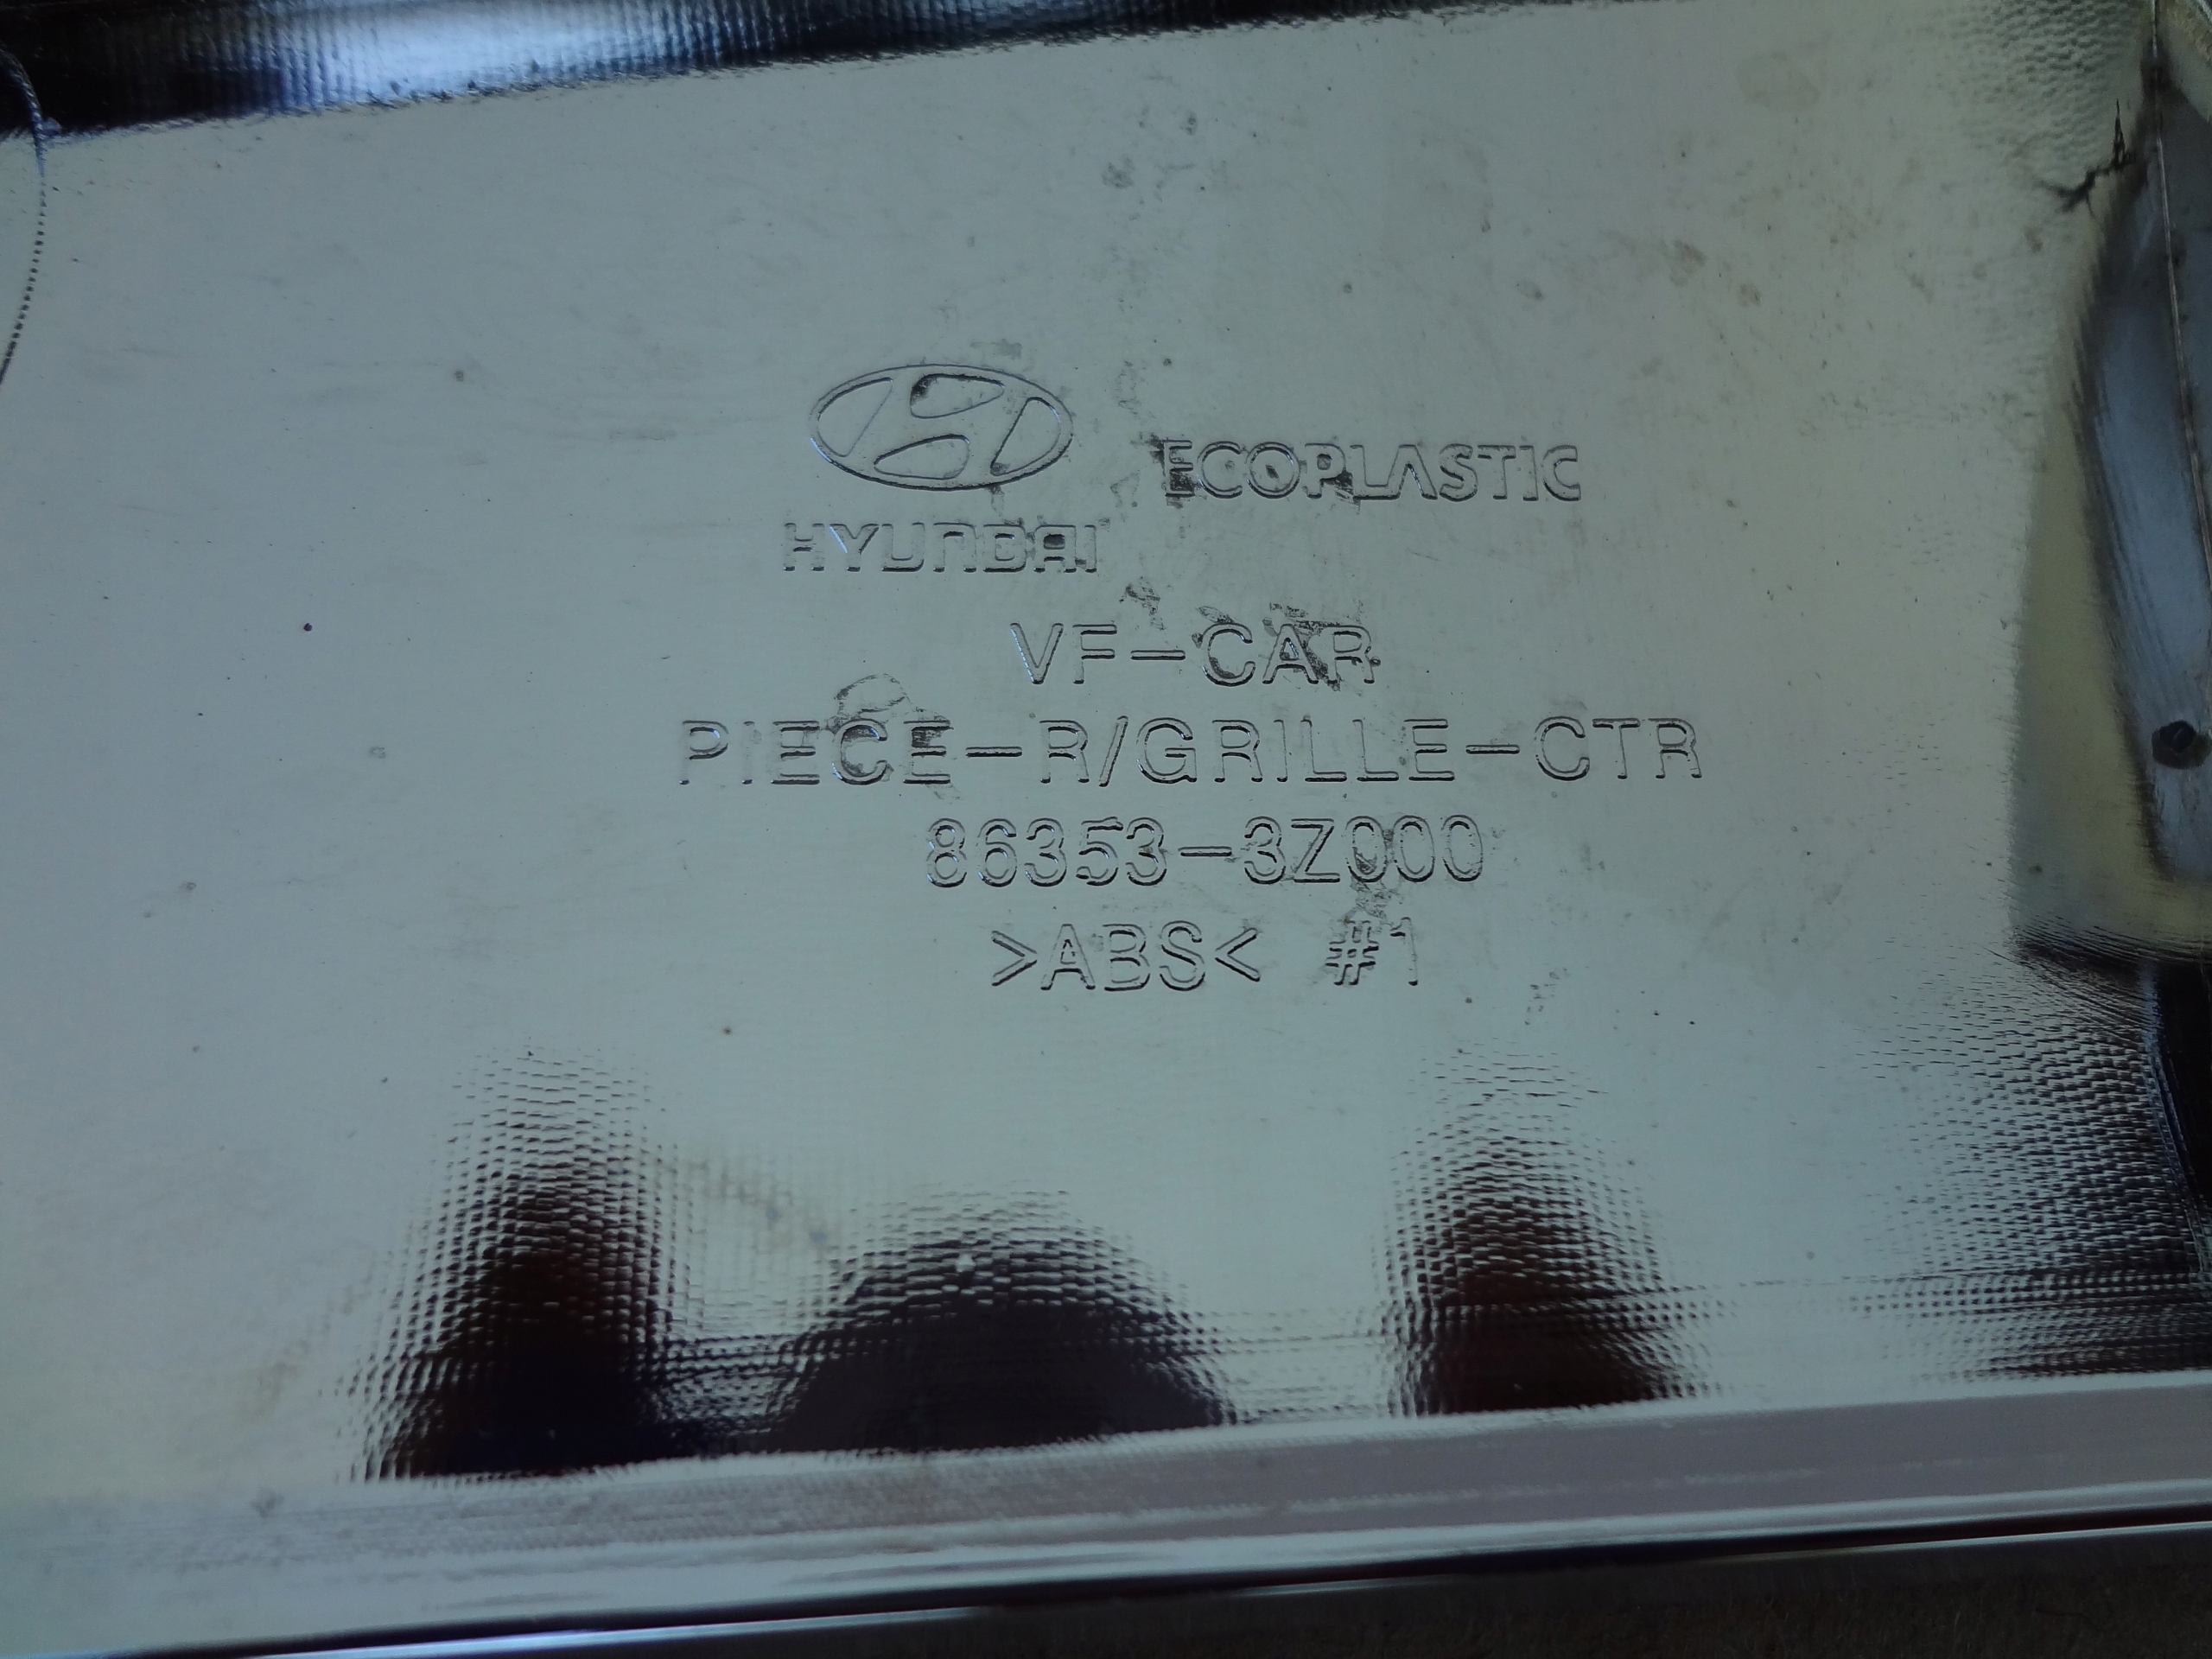 HYUNDAI
ECOPLASTIC
VF-CAR
PIECE-R/GRILLE-CTR
86353-3Z000
>ABS< #1